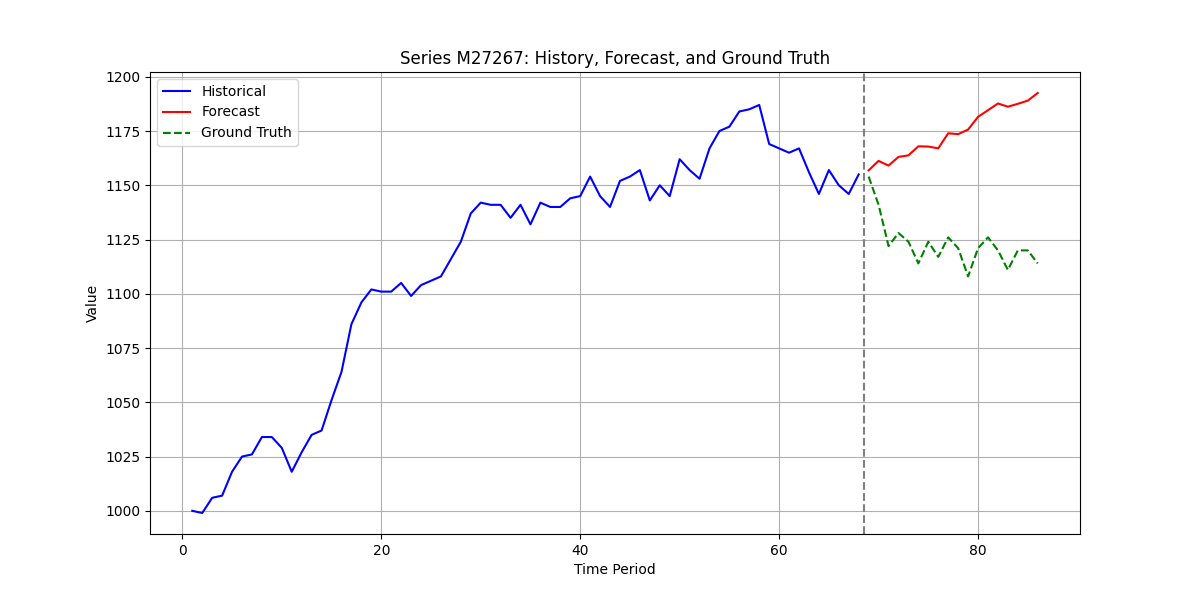 Series M27267: History, Forecast, and Ground Truth
Historical
Forecast
Ground Truth
1200
1175
1150
1125
1100
1075
1050
1025
1000
Value
0 20 40 60 80
Time Period